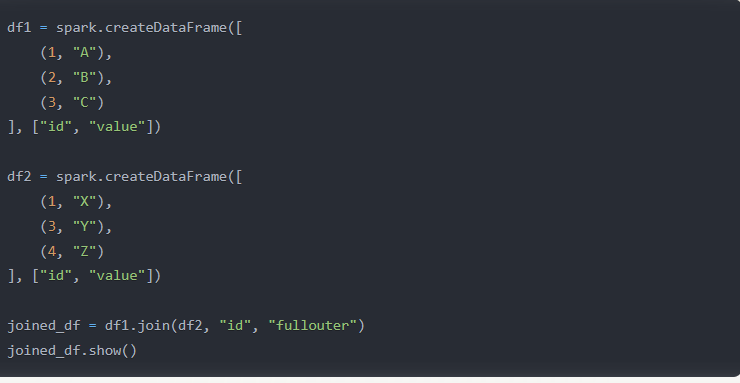 df1 = spark.createDataFrame([
    (1, "A"),
    (2, "B"),
    (3, "C")
], ["id", "value"])

df2 = spark.createDataFrame([
    (1, "X"),
    (3, "Y"),
    (4, "Z")
], ["id", "value"])

joined_df = df1.join(df2, "id", "fullouter")
joined_df.show()